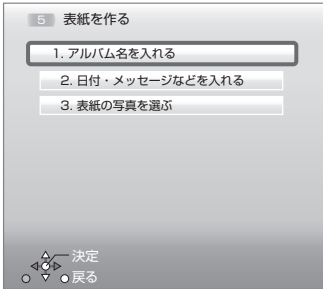 5 表紙を作る
1. アルバム名を入れる
2. 日付・メッセージなどを入れる
3. 表紙の写真を選ぶ
決定
戻る